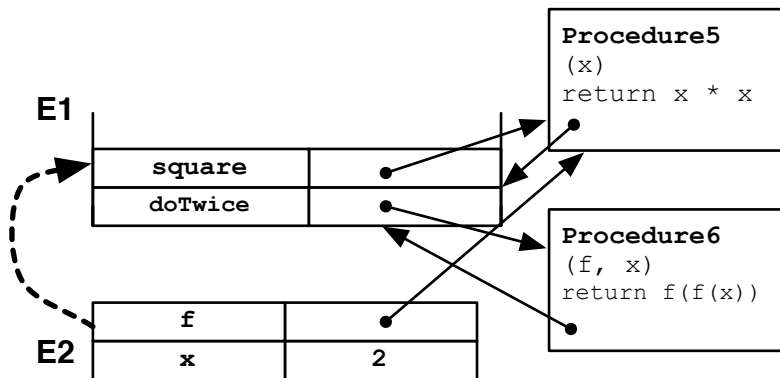 E1
square
doTwice
E2
f
x 2
Procedure5
(x)
return x * x
Procedure6
(f, x)
return f(f(x))